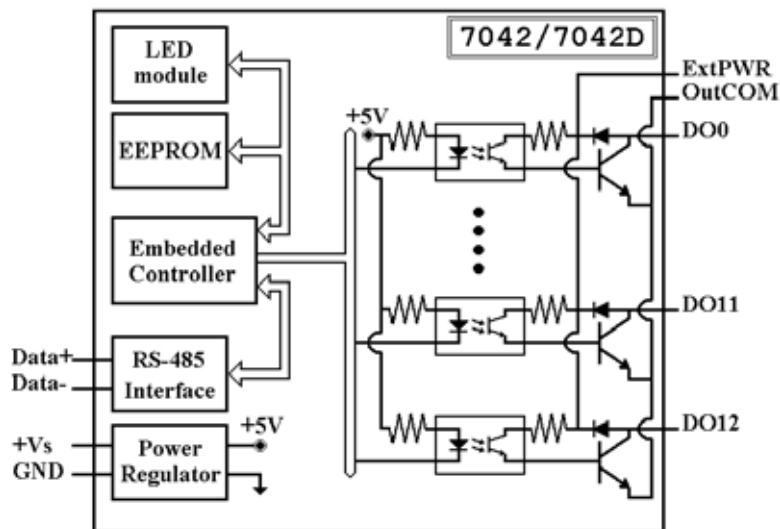 7042/7042D
LED
module
EEPROM
Embedded
Controller
RS-485
Interface
Power
Regulator
Data+
Data-
+Vs
GND
+5V
+5V
ExtPWR
OutCOM
DO0
DO11
DO12